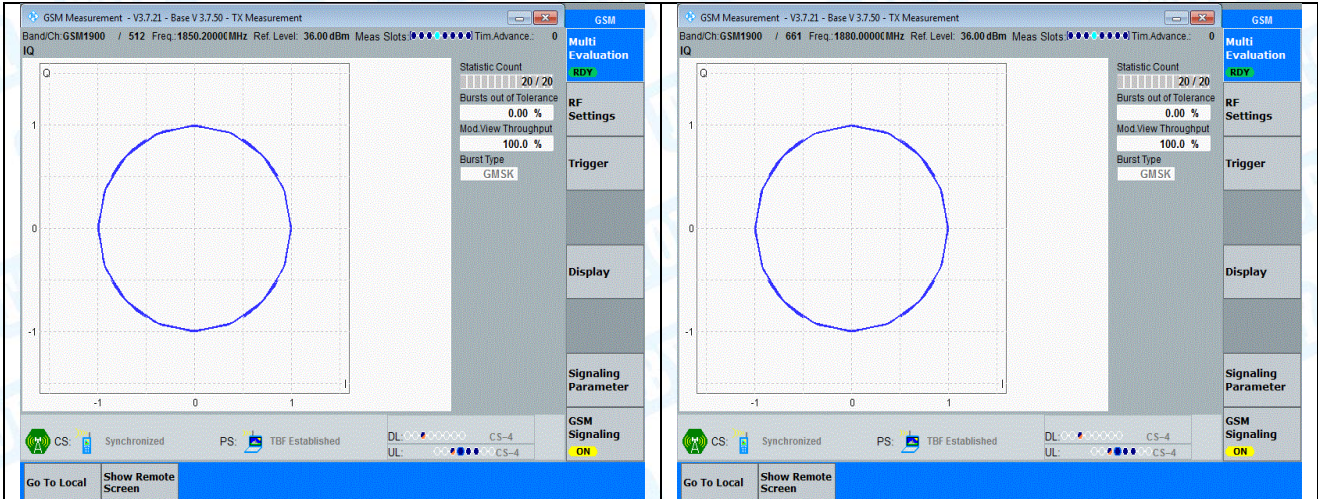 GSM Measurement - V3.7.21 - Base V 3.7.50 - TX Measurement
GSM
Band/Ch:GSM1900 / 512 Freq.:1850.20000MHz Ref. Level: 36.00 dBm Meas Slots: Tim.Advance.: 0
Multi
Evaluation
RDY
IQ
Q
Statistic Count
20 / 20
Bursts out of Tolerance
0.00 %
Mod.View Throughput
100.0 %
Burst Type
GMSK
1
0
-1
I
-1 0 1
RF
Settings
Trigger
Display
Signaling
Parameter
GSM
Signaling
ON
CS: Synchronized PS: TBF Established DL: CS-4
UL: CS-4
Go To Local
Show Remote
Screen
GSM Measurement - V3.7.21 - Base V 3.7.50 - TX Measurement
GSM
Band/Ch:GSM1900 / 661 Freq.:1880.00000MHz Ref. Level: 36.00 dBm Meas Slots: Tim.Advance.: 0
Multi
Evaluation
RDY
IQ
Q
Statistic Count
20 / 20
Bursts out of Tolerance
0.00 %
Mod.View Throughput
100.0 %
Burst Type
GMSK
1
0
-1
I
-1 0 1
RF
Settings
Trigger
Display
Signaling
Parameter
GSM
Signaling
ON
CS: Synchronized PS: TBF Established DL: CS-4
UL: CS-4
Go To Local
Show Remote
Screen